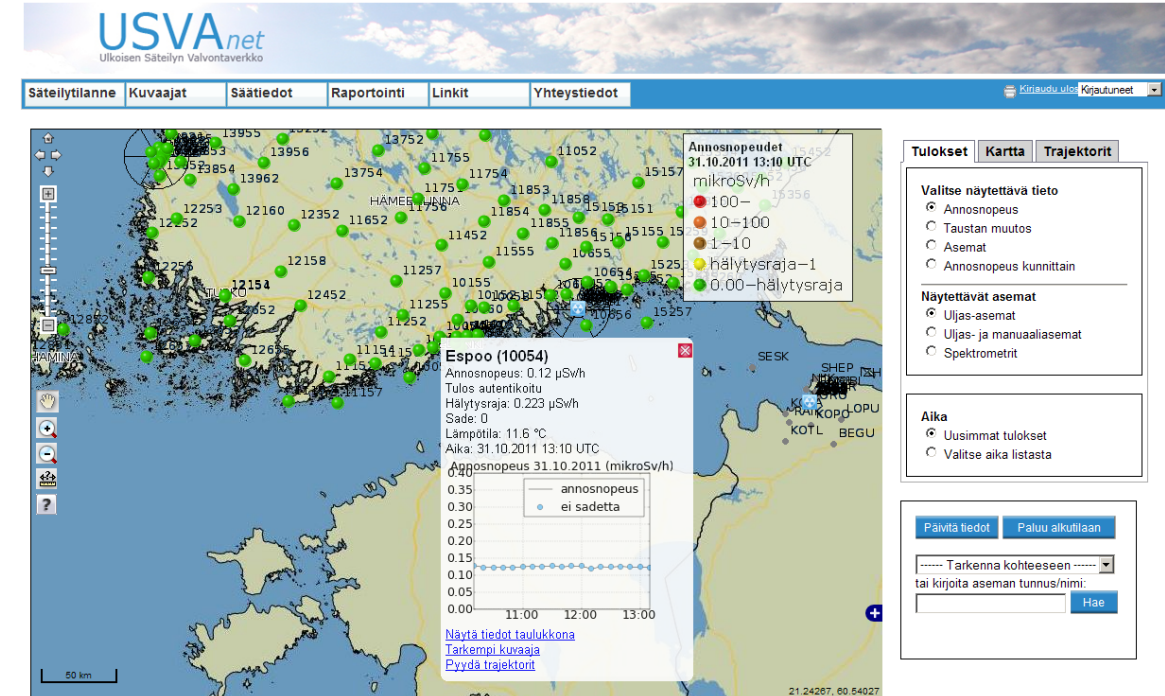 USVAnet
Ulkoisen Säteilyn Valvontaverkko
Säteilytilanne Kuvaajat Säätiedot Raportointi Linkit Yhteystiedot
Kirjaudu ulos Kirjautuneet
Annosnopeudet
31.10.2011 13:10 UTC
mikroSv/h
100−
10−100
1−10
hälytysraja−1
0.00−hälytysraja
13955
13752
13956
11755
11052
13854
13962
13754
11754
15157
11751
11853
15356
12253
12160
12352
11652
11756
11854
11858
15151
12252
11855
11452
11856
15156
15155
11555
10655
12256
12158
11257
10155
10654
12151
12452
11255
11252
10656
15257
12655
11157
SESK
SHEP
KOPO
LOPU
KOTL
BEGU
Espoo (10054)
Annosnopeus: 0.12 µSv/h
Tulos autentikoitu
Hälytysraja: 0.223 µSv/h
Sade: 0
Lämpötila: 11.6 °C
Aika: 31.10.2011 13:10 UTC
Annosnopeus 31.10.2011 (mikroSv/h)
annosnopeus
ei sadetta
0.40
0.35
0.30
0.25
0.20
0.15
0.10
0.05
0.00
11:00 12:00 13:00
Näytä tiedot taulukkona
Tarkempi kuvaaja
Pyydä trajektorit
50 km
21.24267, 60.54027
Tulokset Kartta Trajektorit
Valitse näytettävä tieto
Annosnopeus
Taustan muutos
Asemat
Annosnopeus kunnittain
Näytettävät asemat
Uljas-asemat
Uljas- ja manuaaliasemat
Spektrometrit
Aika
Uusimmat tulokset
Valitse aika listasta
Päivitä tiedot Paluu alkutilaan
------ Tarkenna kohteeseen ------
tai kirjoita aseman tunnus/nimi:
Hae